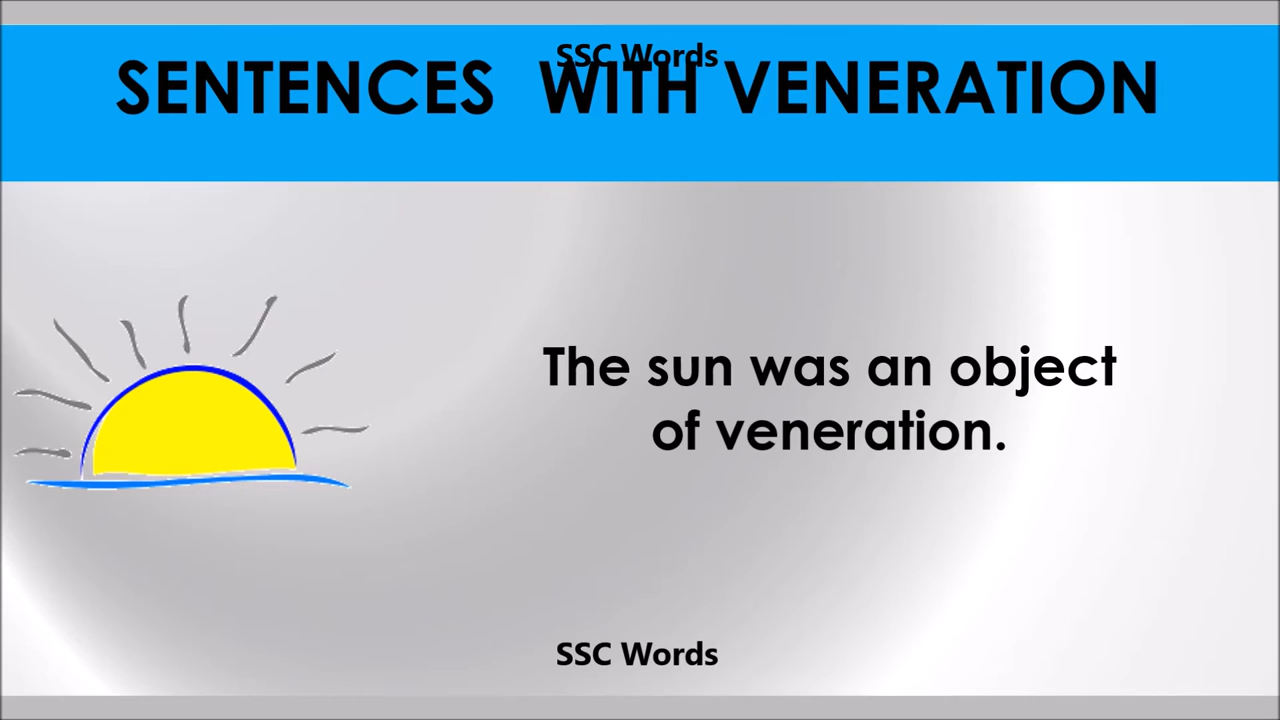 SSC Words
SENTENCES WITH VENERATION
The sun was an object
of veneration.
SSC Words